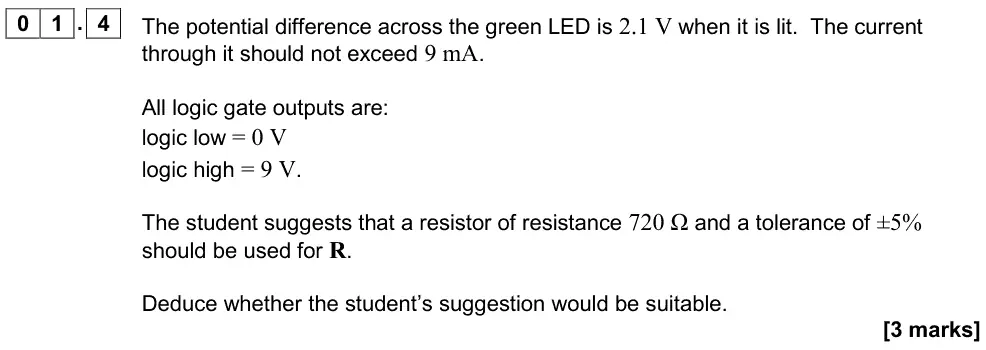 0 1 . 4 The potential difference across the green LED is 2.1 V when it is lit. The current
through it should not exceed 9 mA.
All logic gate outputs are:
logic low = 0 V
logic high = 9 V.
The student suggests that a resistor of resistance 720 Ω and a tolerance of ±5%
should be used for R.
Deduce whether the student’s suggestion would be suitable.
[3 marks]